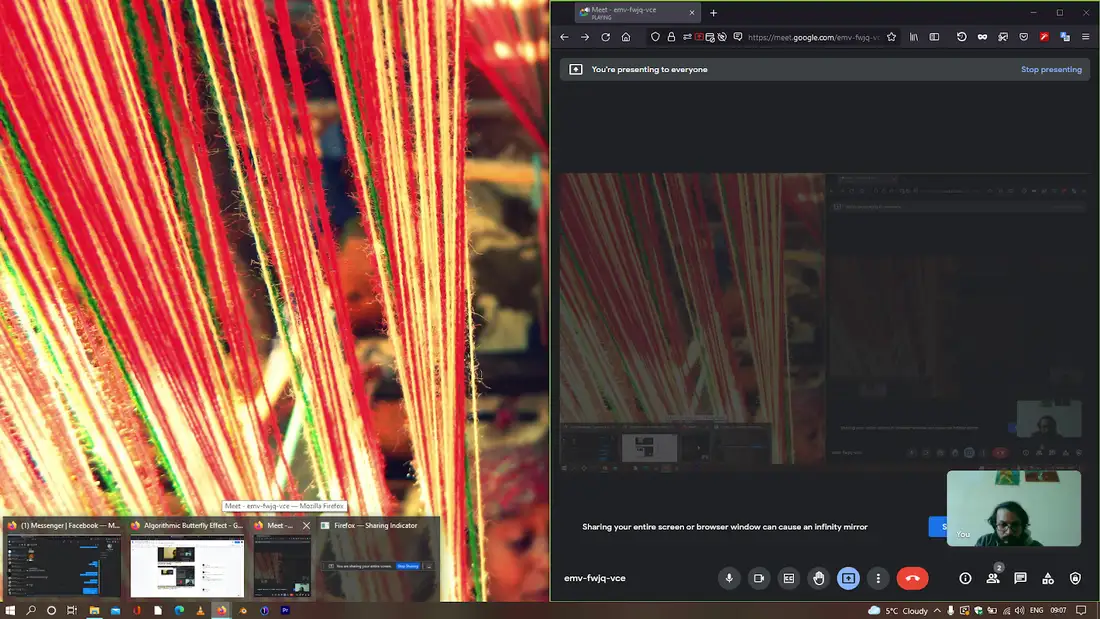 Meet - emv-fwjq-vce
PLAYING
https://meet.google.com/emv-fwjq-vc
You're presenting to everyone
Stop presenting
Sharing your entire screen or browser window can cause an infinity mirror
You
emv-fwjq-vce
2
Meet - emv-fwjq-vce — Mozilla Firefox
(1) Messenger | Facebook — M...
Algorithmic Butterfly Effect - G...
Meet -...
Firefox — Sharing Indicator
You are sharing your entire screen.
Stop Sharing
5°C Cloudy
ENG
09:07